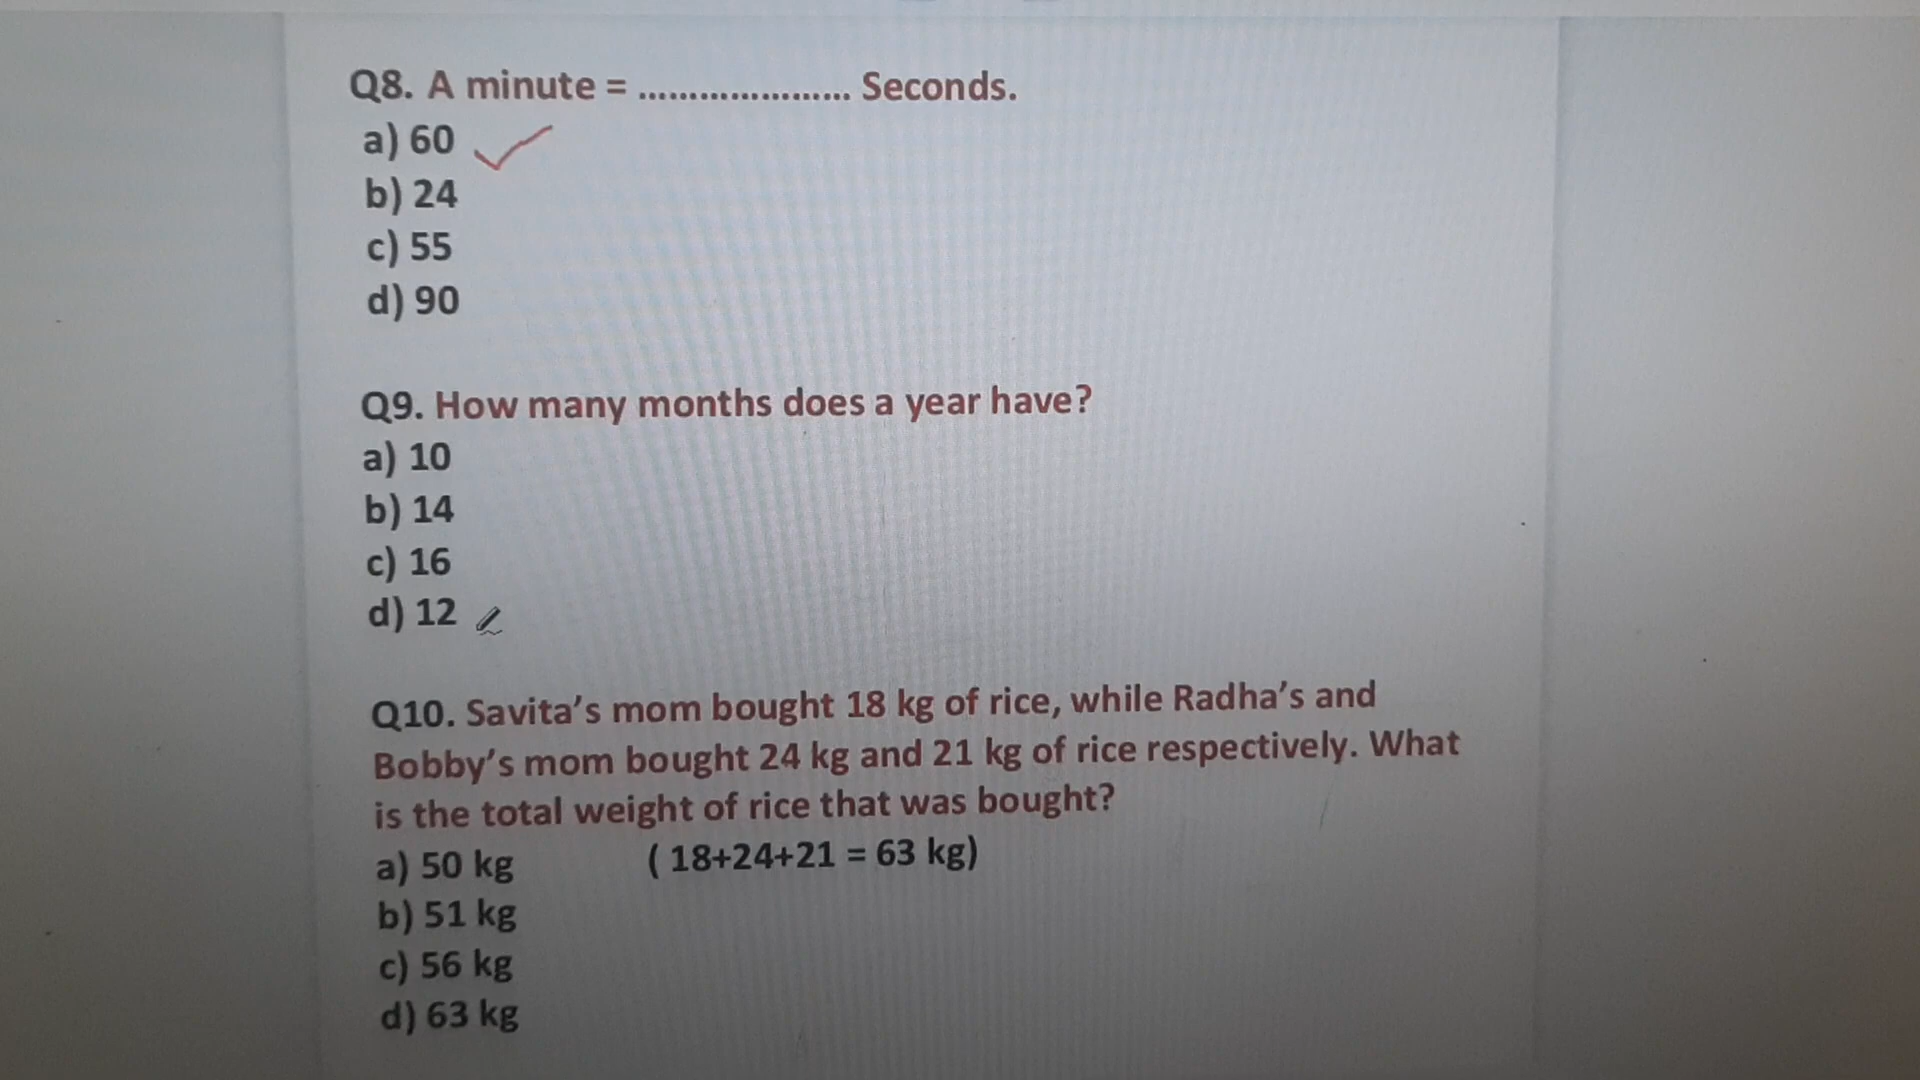 Q8. A minute = ..................... Seconds.
a) 60
b) 24
c) 55
d) 90
Q9. How many months does a year have?
a) 10
b) 14
c) 16
d) 12
Q10. Savita's mom bought 18 kg of rice, while Radha's and
Bobby's mom bought 24 kg and 21 kg of rice respectively. What
is the total weight of rice that was bought?
a) 50 kg ( 18+24+21 = 63 kg)
b) 51 kg
c) 56 kg
d) 63 kg